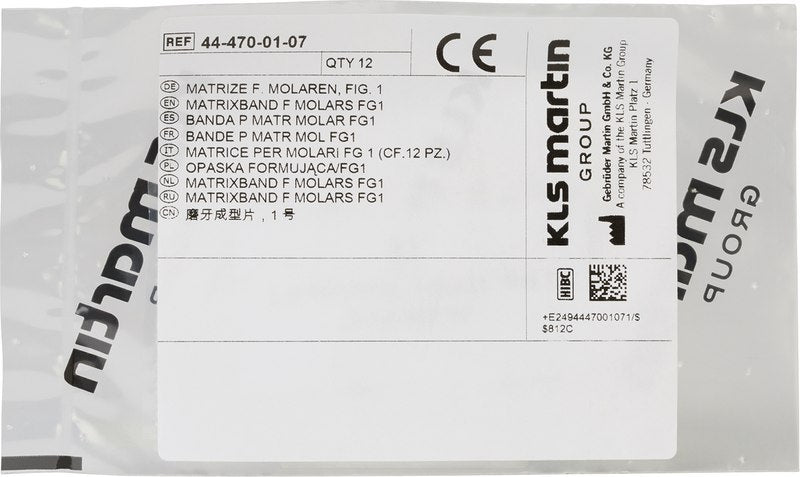 REF 44-470-01-07
QTY 12
CE
DE MATRIZE F. MOLAREN, FIG. 1
EN MATRIXBAND F MOLARS FG1
ES BANDA P MATR MOLAR FG1
FR BANDE P MATR MOL FG1
IT MATRICE PER MOLARI FG 1 (CF.12 PZ.)
PL OPASKA FORMUJĄCA/FG1
NL MATRIXBAND F MOLARS FG1
RU MATRIXBAND F MOLARS FG1
CN 磨牙成型片，1 号
KLS martin
GROUP
Gebrüder Martin GmbH & Co. KG
A company of the KLS Martin Group
KLS Martin Platz 1
78532 Tuttlingen · Germany
HIBC
+E2494447001071/$
$812C
KLS martin
GROUP
martin